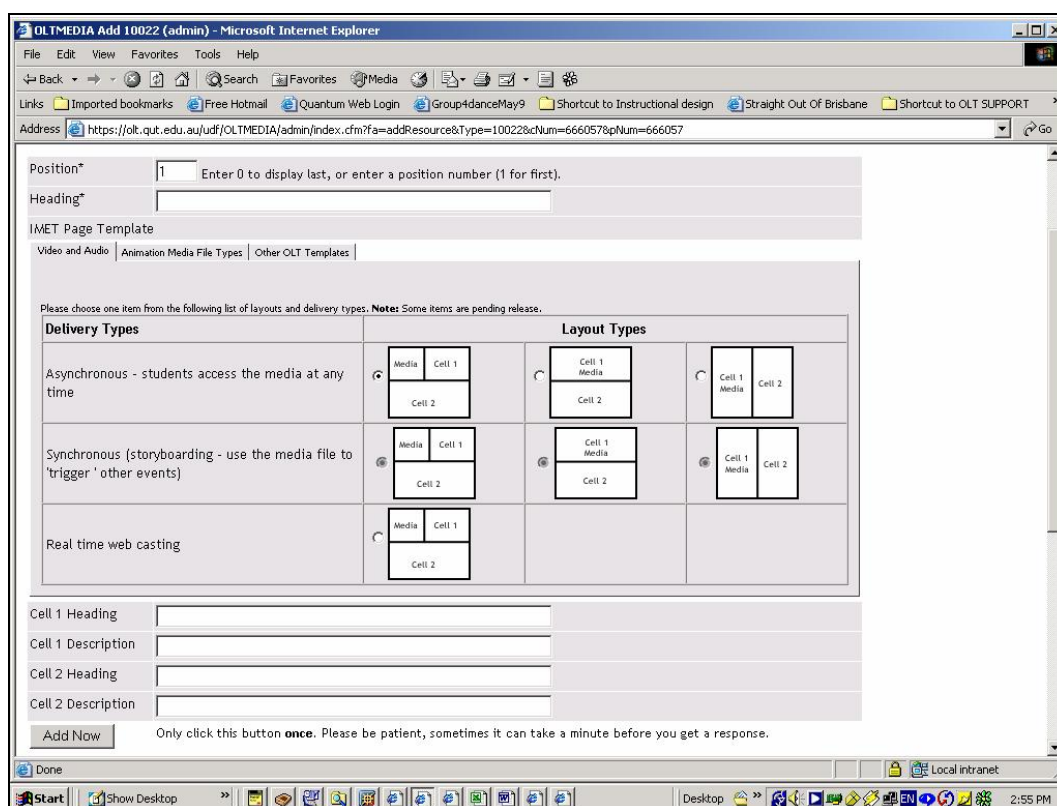 OLTMEDIA Add 10022 (admin) - Microsoft Internet Explorer
File Edit View Favorites Tools Help
Back Search Favorites Media
Links Imported bookmarks Free Hotmail Quantum Web Login Group4danceMay9 Shortcut to Instructional design Straight Out Of Brisbane Shortcut to OLT SUPPORT »
Address https://olt.qut.edu.au/udf/OLTMEDIA/admin/index.cfm?fa=addResource&Type=10022&cNum=666057&pNum=666057 Go
Position* 1 Enter 0 to display last, or enter a position number (1 for first).
Heading*
IMET Page Template
Video and Audio Animation Media File Types Other OLT Templates
Please choose one item from the following list of layouts and delivery types. Note: Some items are pending release.
Delivery Types Layout Types
Asynchronous - students access the media at any
time
Media Cell 1
Cell 2
Cell 1
Media
Cell 2
Cell 1
Media Cell 2
Synchronous (storyboarding - use the media file to
'trigger ' other events)
Media Cell 1
Cell 2
Cell 1
Media
Cell 2
Cell 1
Media Cell 2
Real time web casting
Media Cell 1
Cell 2
Cell 1 Heading
Cell 1 Description
Cell 2 Heading
Cell 2 Description
Add Now Only click this button once. Please be patient, sometimes it can take a minute before you get a response.
Done Local intranet
Start Show Desktop » Desktop » EN 2:55 PM